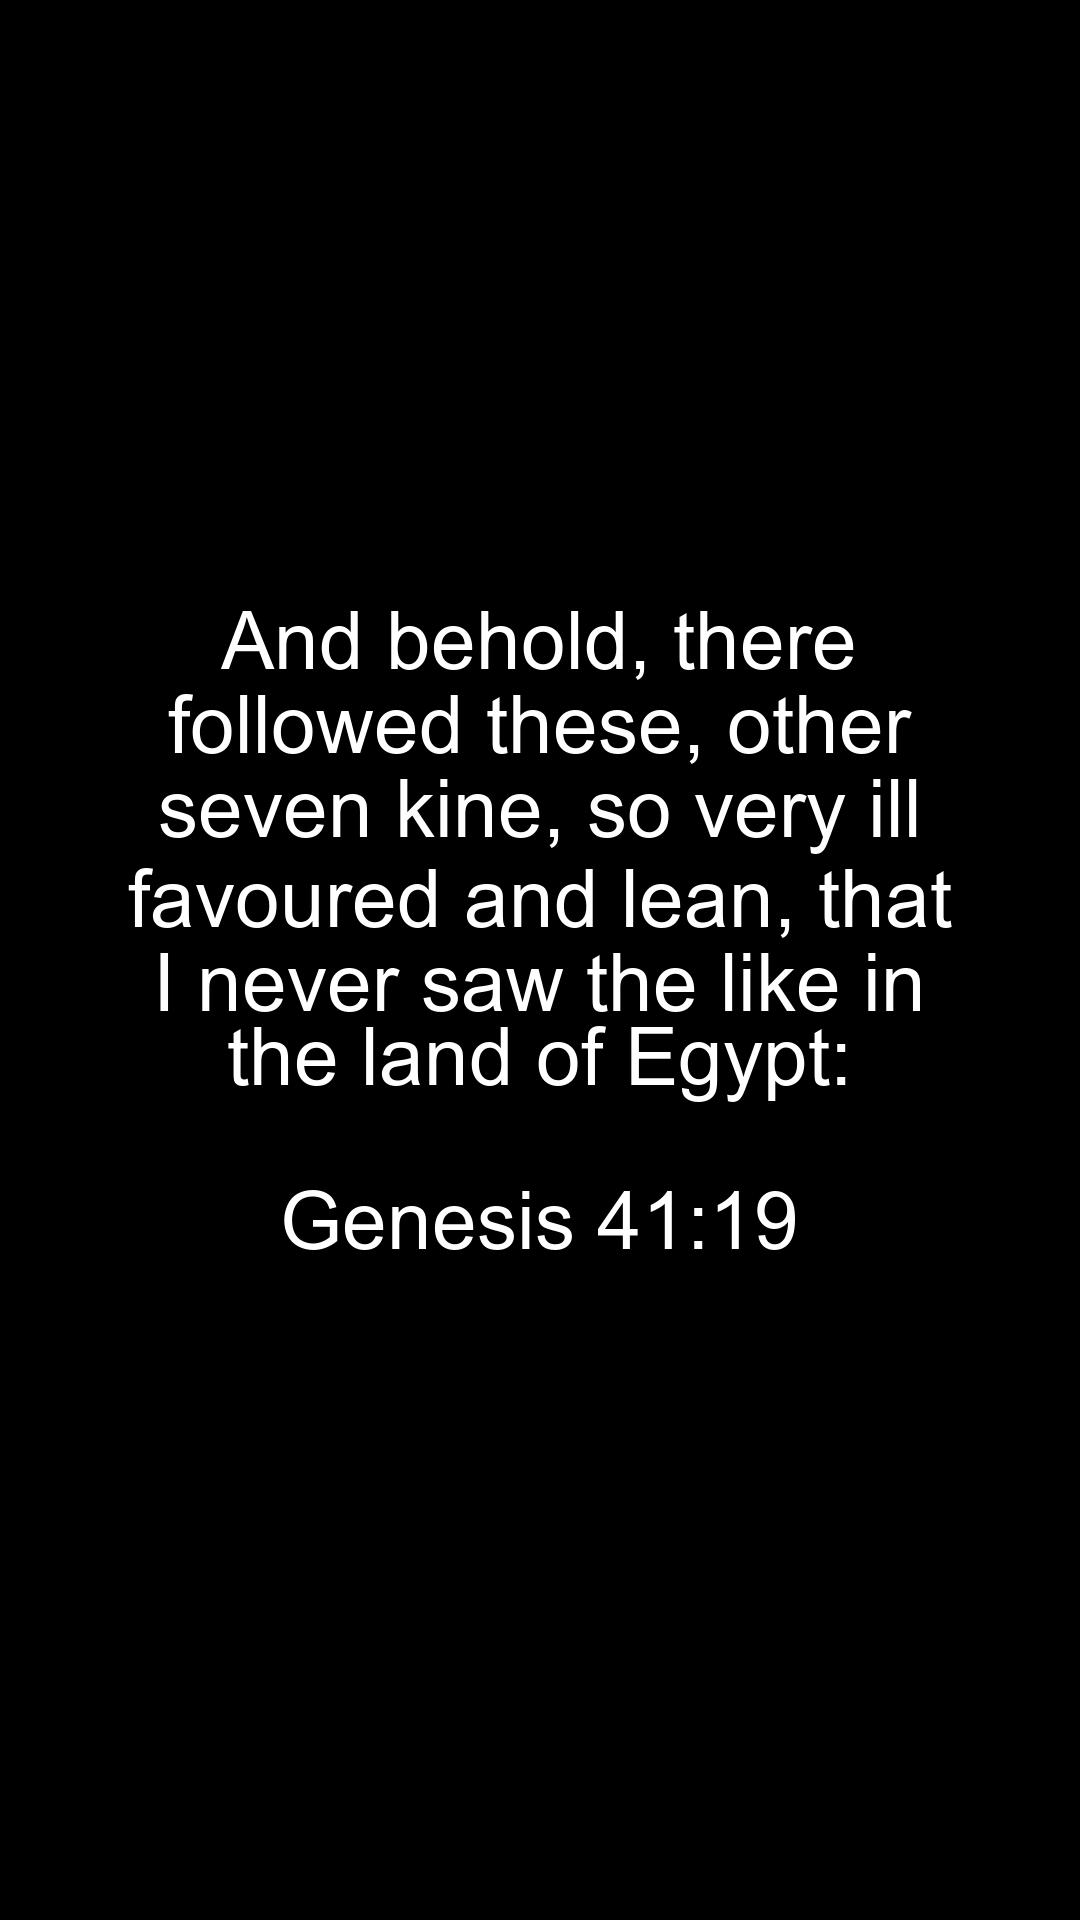 And behold, there
followed these, other
seven kine, so very ill
favoured and lean, that
I never saw the like in
the land of Egypt:
Genesis 41:19